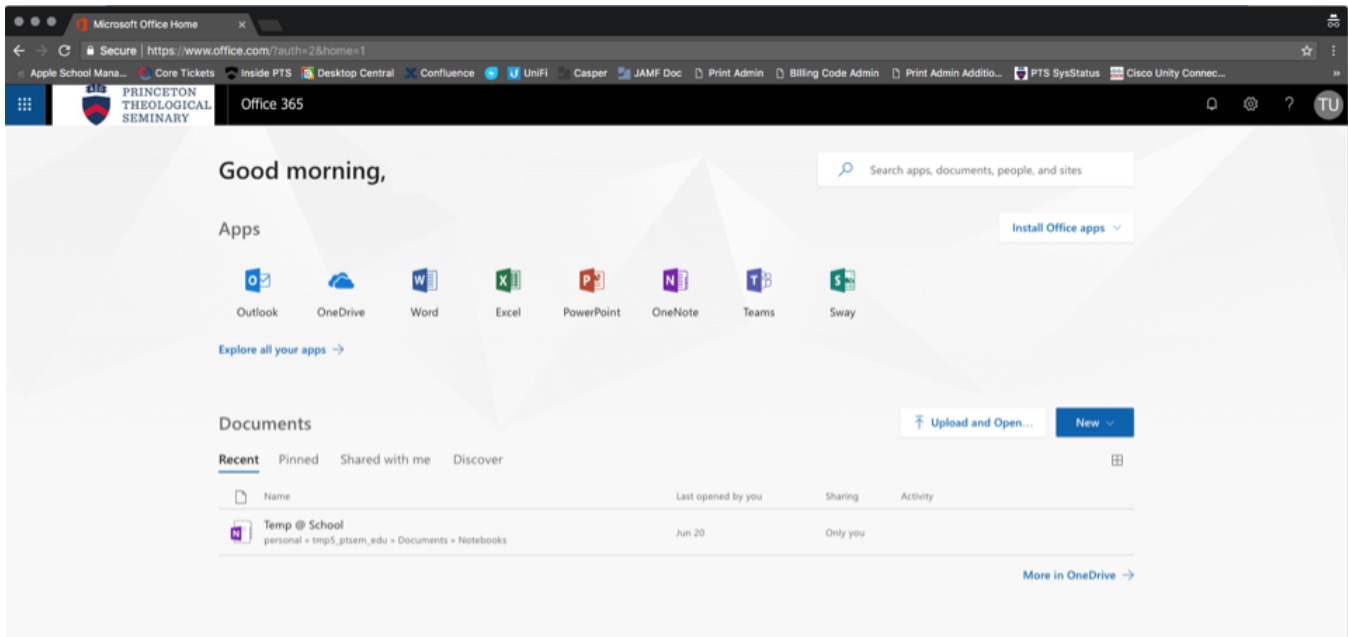 Microsoft Office Home ×
Secure | https://www.office.com/?auth=2&home=1
Apple School Mana... Core Tickets Inside PTS Desktop Central Confluence UniFi Casper JAMF Doc Print Admin Billing Code Admin Print Admin Additio... PTS SysStatus Cisco Unity Connec... »
PRINCETON
THEOLOGICAL
SEMINARY
Office 365 ? TU
Good morning,
Search apps, documents, people, and sites
Apps
Install Office apps
Outlook OneDrive Word Excel PowerPoint OneNote Teams Sway
Explore all your apps →
Documents
Upload and Open... New
Recent Pinned Shared with me Discover
Name Last opened by you Sharing Activity
Temp @ School
personal » tmp5_ptsem_edu » Documents » Notebooks
Jun 20 Only you
More in OneDrive →